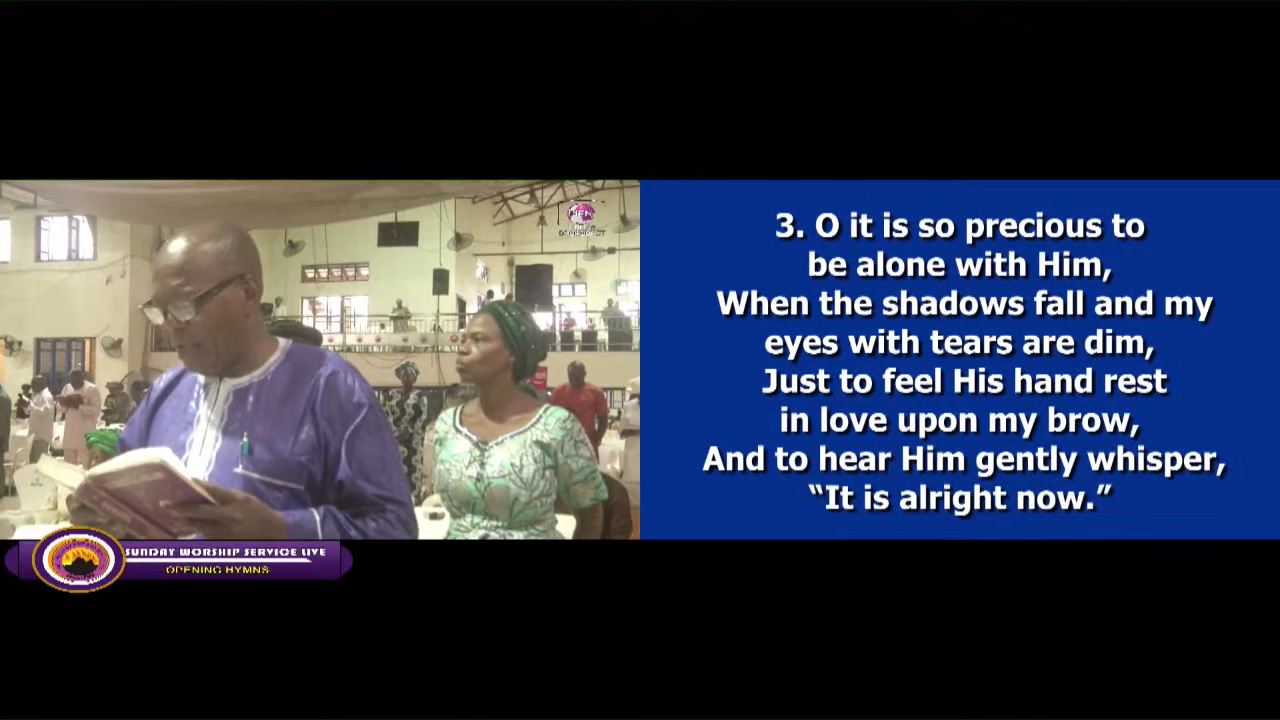 3. O it is so precious to
be alone with Him,
When the shadows fall and my
eyes with tears are dim,
Just to feel His hand rest
in love upon my brow,
And to hear Him gently whisper,
“It is alright now.”
SUNDAY WORSHIP SERVICE LIVE
OPENING HYMNS